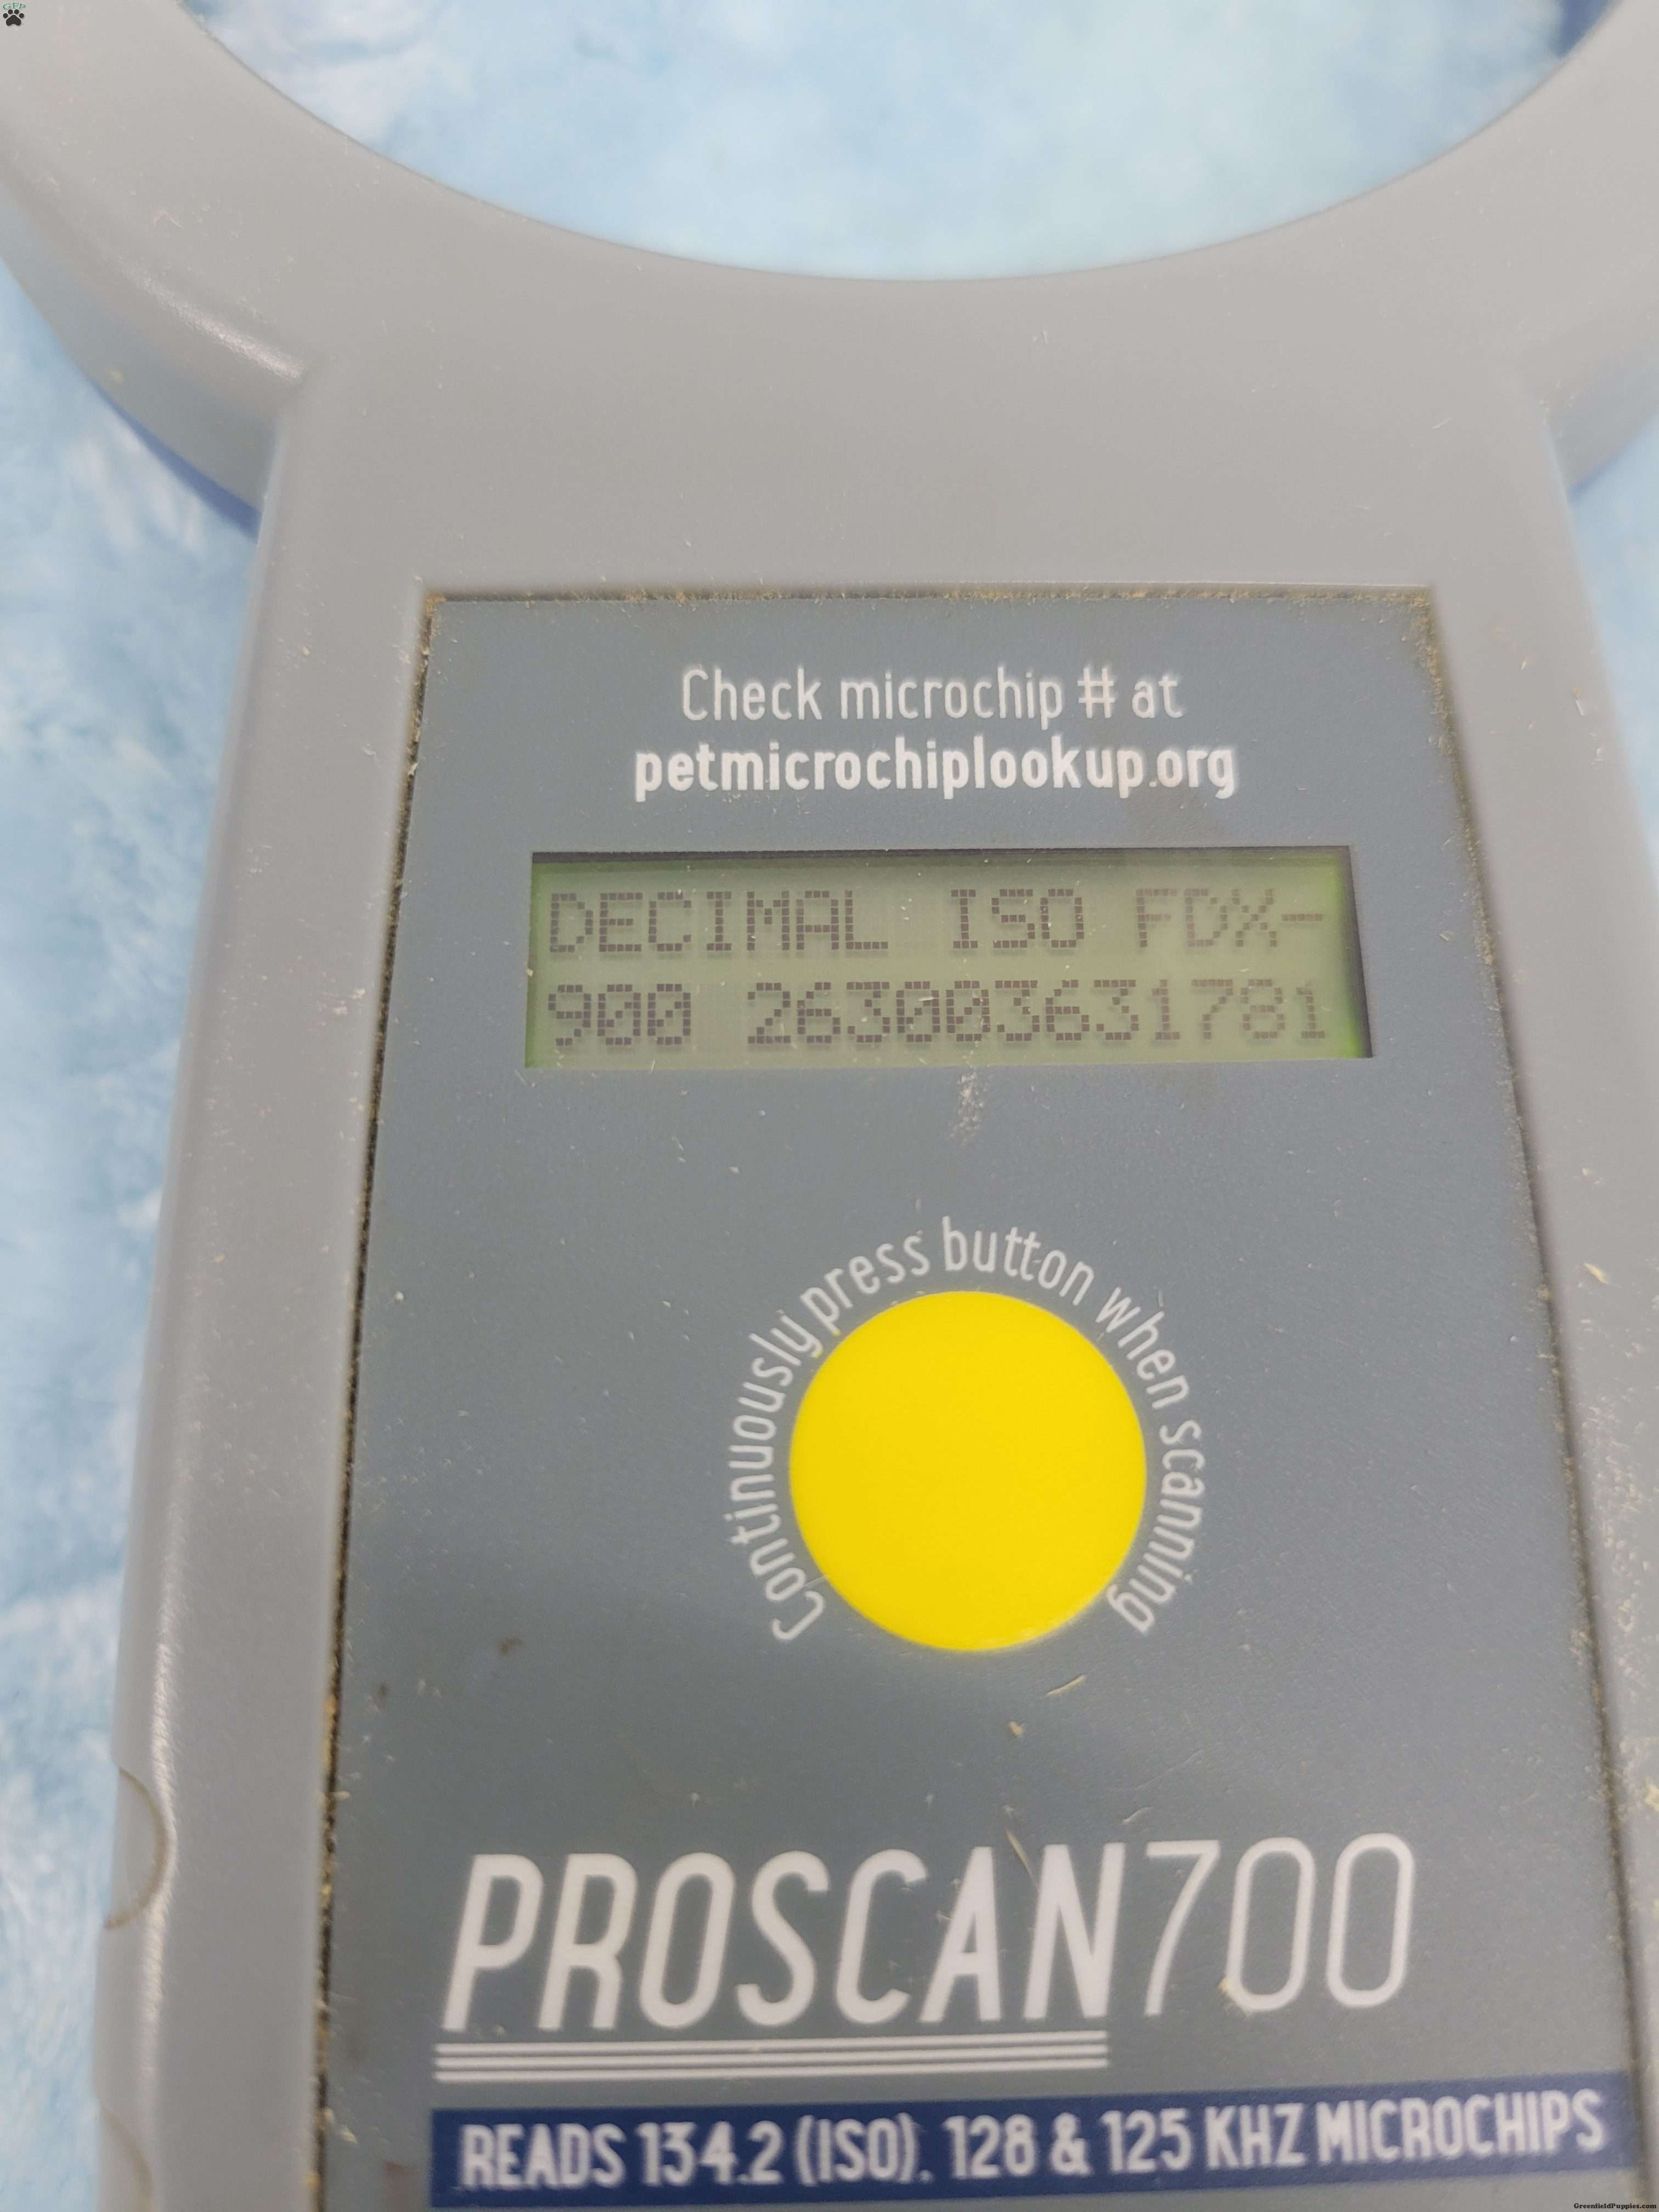 GFP
Check microchip # at
petmicrochiplookup.org
DECIMAL ISO FDX-
900 263003631781
Continuously press button when scanning
PROSCAN700
READS 134.2 (ISO), 128 & 125 KHZ MICROCHIPS
GreenfieldPuppies.com